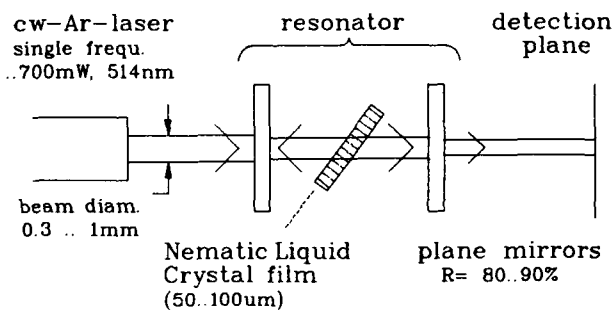 cw-Ar-laser
single frequ.
..700mW, 514nm
resonator
detection
plane
beam diam.
0.3 .. 1mm
Nematic Liquid
Crystal film
(50..100um)
plane mirrors
R= 80..90%